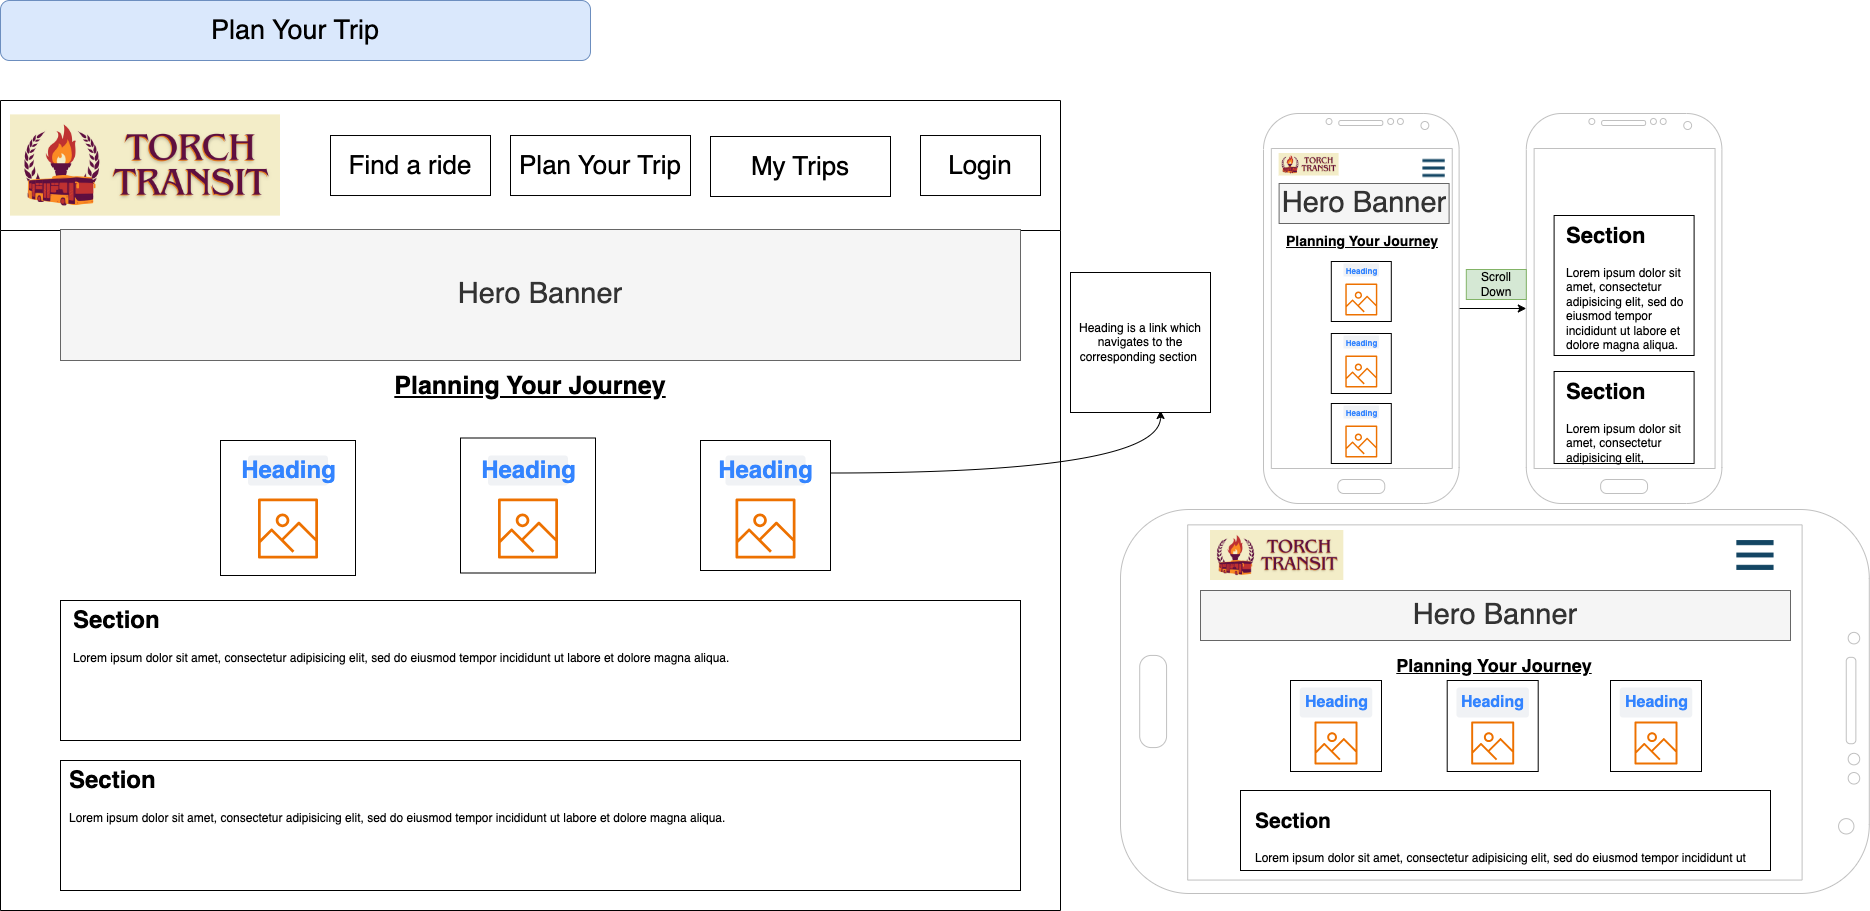 Plan Your Trip
TORCH
TRANSIT
Find a ride
Plan Your Trip
My Trips
Login
Hero Banner
Planning Your Journey
Heading
Heading
Heading
Section
Lorem ipsum dolor sit amet, consectetur adipisicing elit, sed do eiusmod tempor incididunt ut labore et dolore magna aliqua.
Section
Lorem ipsum dolor sit amet, consectetur adipisicing elit, sed do eiusmod tempor incididunt ut labore et dolore magna aliqua.
Heading is a link which
navigates to the
corresponding section
TORCH
TRANSIT
Hero Banner
Planning Your Journey
Heading
Heading
Heading
Scroll
Down
Section
Lorem ipsum dolor sit
amet, consectetur
adipisicing elit, sed do
eiusmod tempor
incididunt ut labore et
dolore magna aliqua.
Section
Lorem ipsum dolor sit
amet, consectetur
adipisicing elit,
TORCH
TRANSIT
Hero Banner
Planning Your Journey
Heading
Heading
Heading
Section
Lorem ipsum dolor sit amet, consectetur adipisicing elit, sed do eiusmod tempor incididunt ut